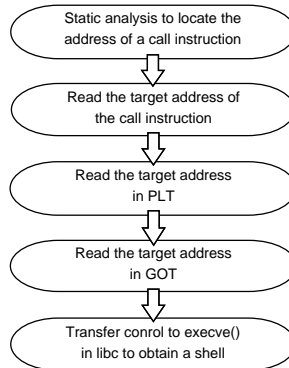 Static analysis to locate the
address of a call instruction
Read the target address of
the call instruction
Read the target address
in PLT
Read the target address
in GOT
Transfer conrol to execve()
in libc to obtain a shell